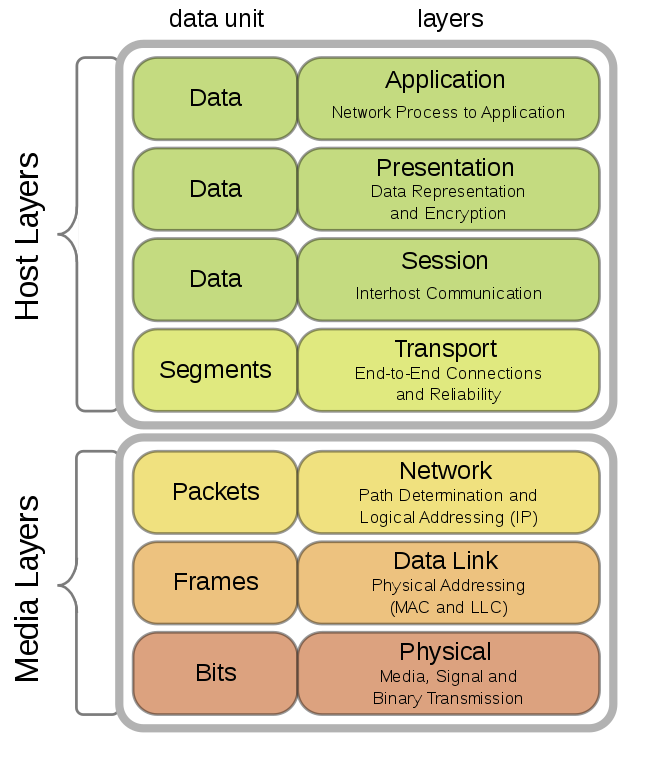 data unit
layers
Host Layers
Data
Application
Network Process to Application
Data
Presentation
Data Representation
and Encryption
Data
Session
Interhost Communication
Segments
Transport
End-to-End Connections
and Reliability
Media Layers
Packets
Network
Path Determination and
Logical Addressing (IP)
Frames
Data Link
Physical Addressing
(MAC and LLC)
Bits
Physical
Media, Signal and
Binary Transmission